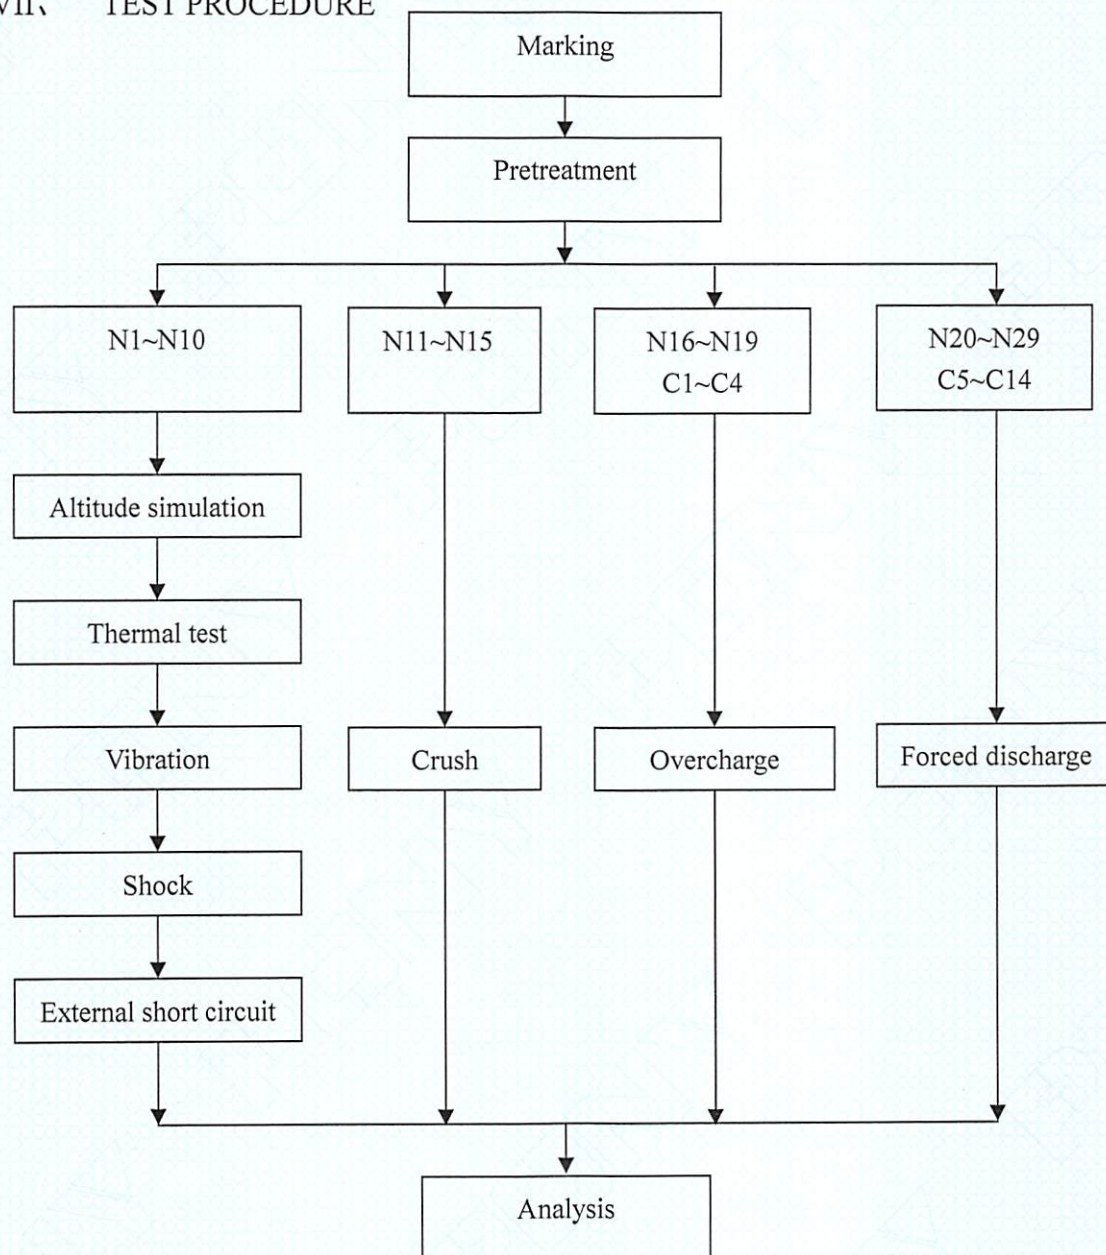 VII、 TEST PROCEDURE
Marking
Pretreatment
N1~N10
N11~N15
N16~N19
C1~C4
N20~N29
C5~C14
Altitude simulation
Thermal test
Vibration
Crush
Overcharge
Forced discharge
Shock
External short circuit
Analysis